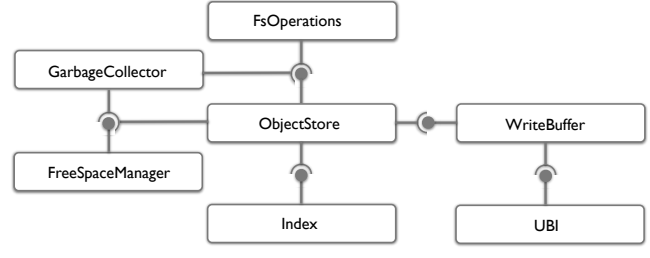 FsOperations
GarbageCollector
ObjectStore
WriteBuffer
FreeSpaceManager
Index
UBI